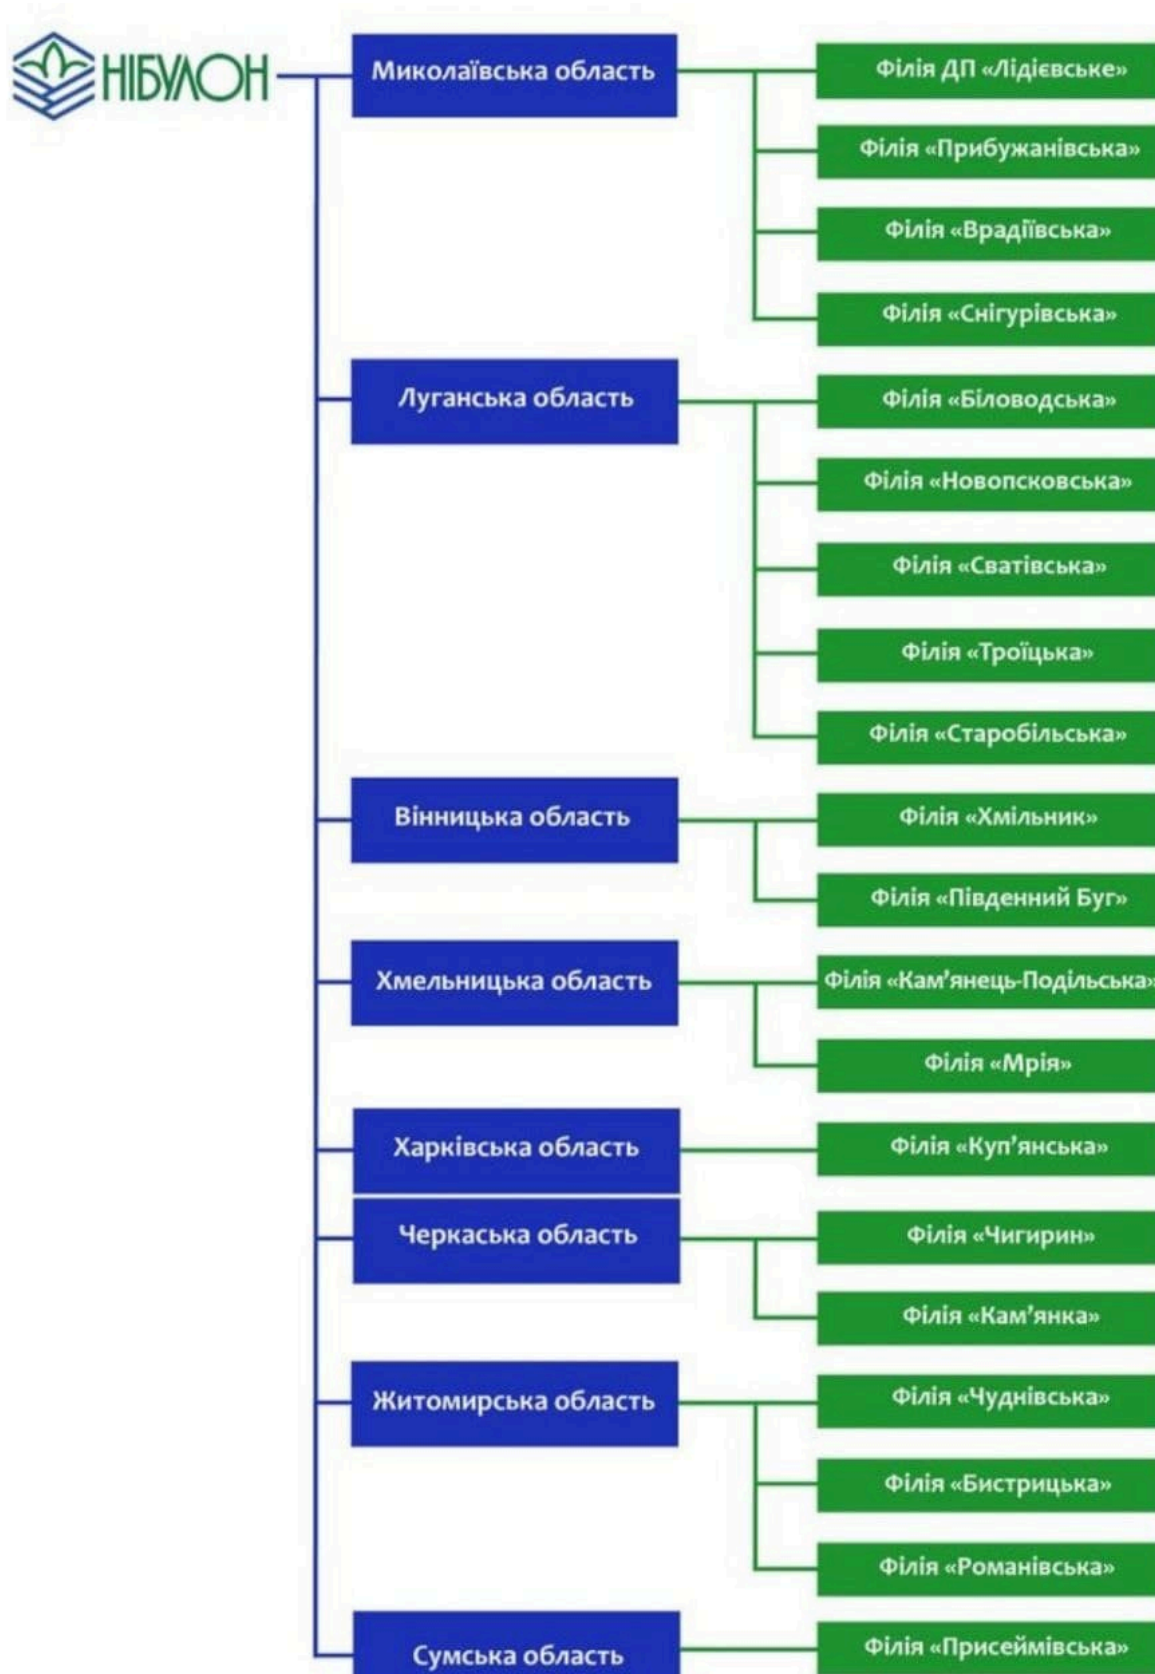 НІБУЛОН
Миколаївська область
Філія ДП «Лідієвське»
Філія «Прибужанівська»
Філія «Врадіївська»
Філія «Снігурівська»
Луганська область
Філія «Біловодська»
Філія «Новопсковська»
Філія «Сватівська»
Філія «Троїцька»
Філія «Старобільська»
Вінницька область
Філія «Хмільник»
Філія «Південний Буг»
Хмельницька область
Філія «Кам’янець-Подільська»
Філія «Мрія»
Харківська область
Філія «Куп’янська»
Черкаська область
Філія «Чигирин»
Філія «Кам’янка»
Житомирська область
Філія «Чуднівська»
Філія «Бистрицька»
Філія «Романівська»
Сумська область
Філія «Присеймівська»